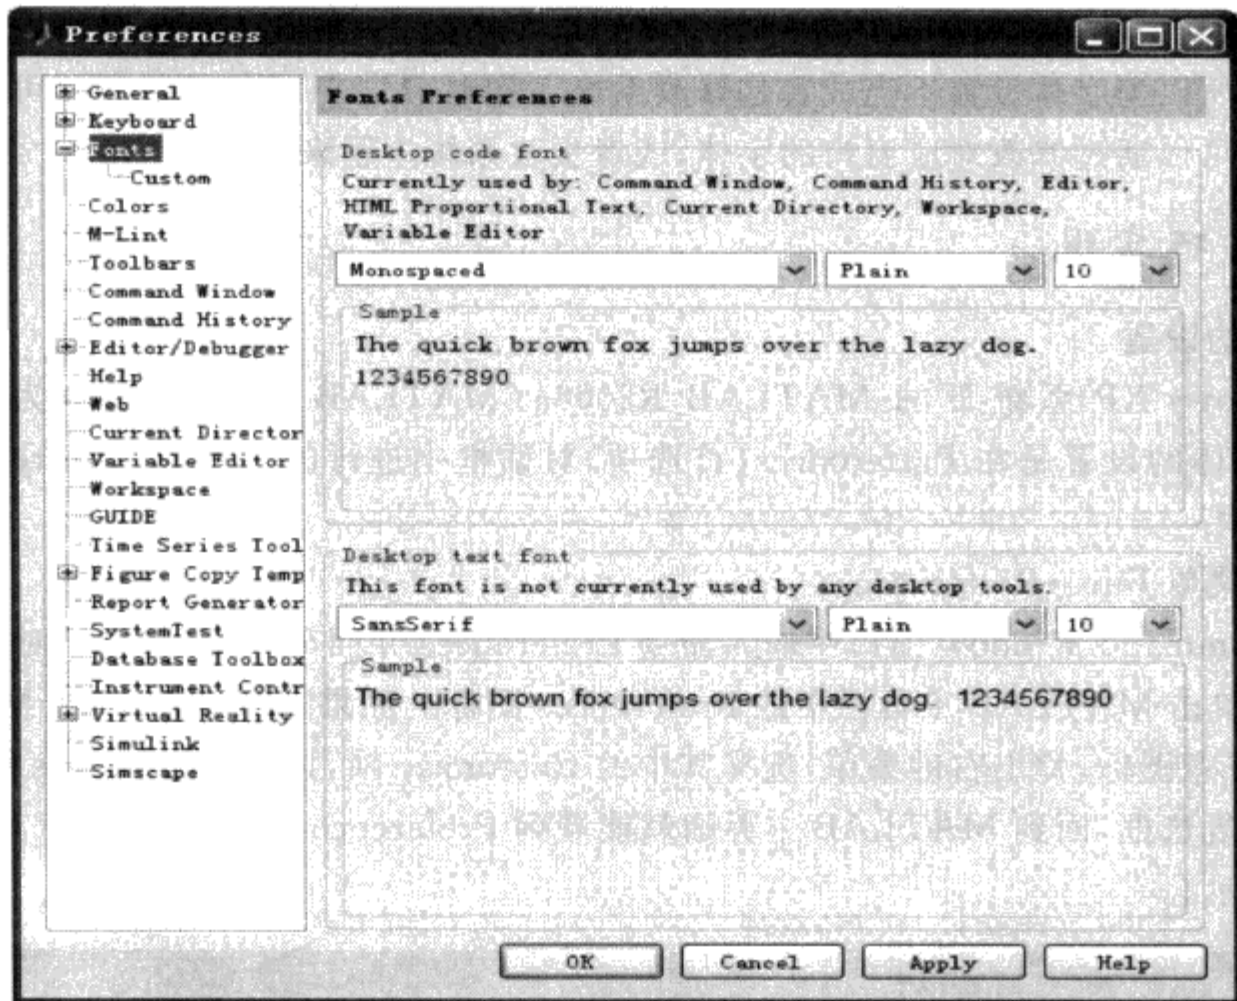 Preferences
General
Keyboard
Fonts
Custom
Colors
M-Lint
Toolbars
Command Window
Command History
Editor/Debugger
Help
Web
Current Director
Variable Editor
Workspace
GUIDE
Time Series Tool
Figure Copy Temp
Report Generator
SystemTest
Database Toolbox
Instrument Contr
Virtual Reality
Simulink
Simscape
Fonts Preferences
Desktop code font
Currently used by: Command Window, Command History, Editor,
HTML Proportional Text, Current Directory, Workspace,
Variable Editor
Monospaced Plain 10
Sample
The quick brown fox jumps over the lazy dog.
1234567890
Desktop text font
This font is not currently used by any desktop tools.
SansSerif Plain 10
Sample
The quick brown fox jumps over the lazy dog. 1234567890
OK Cancel Apply Help